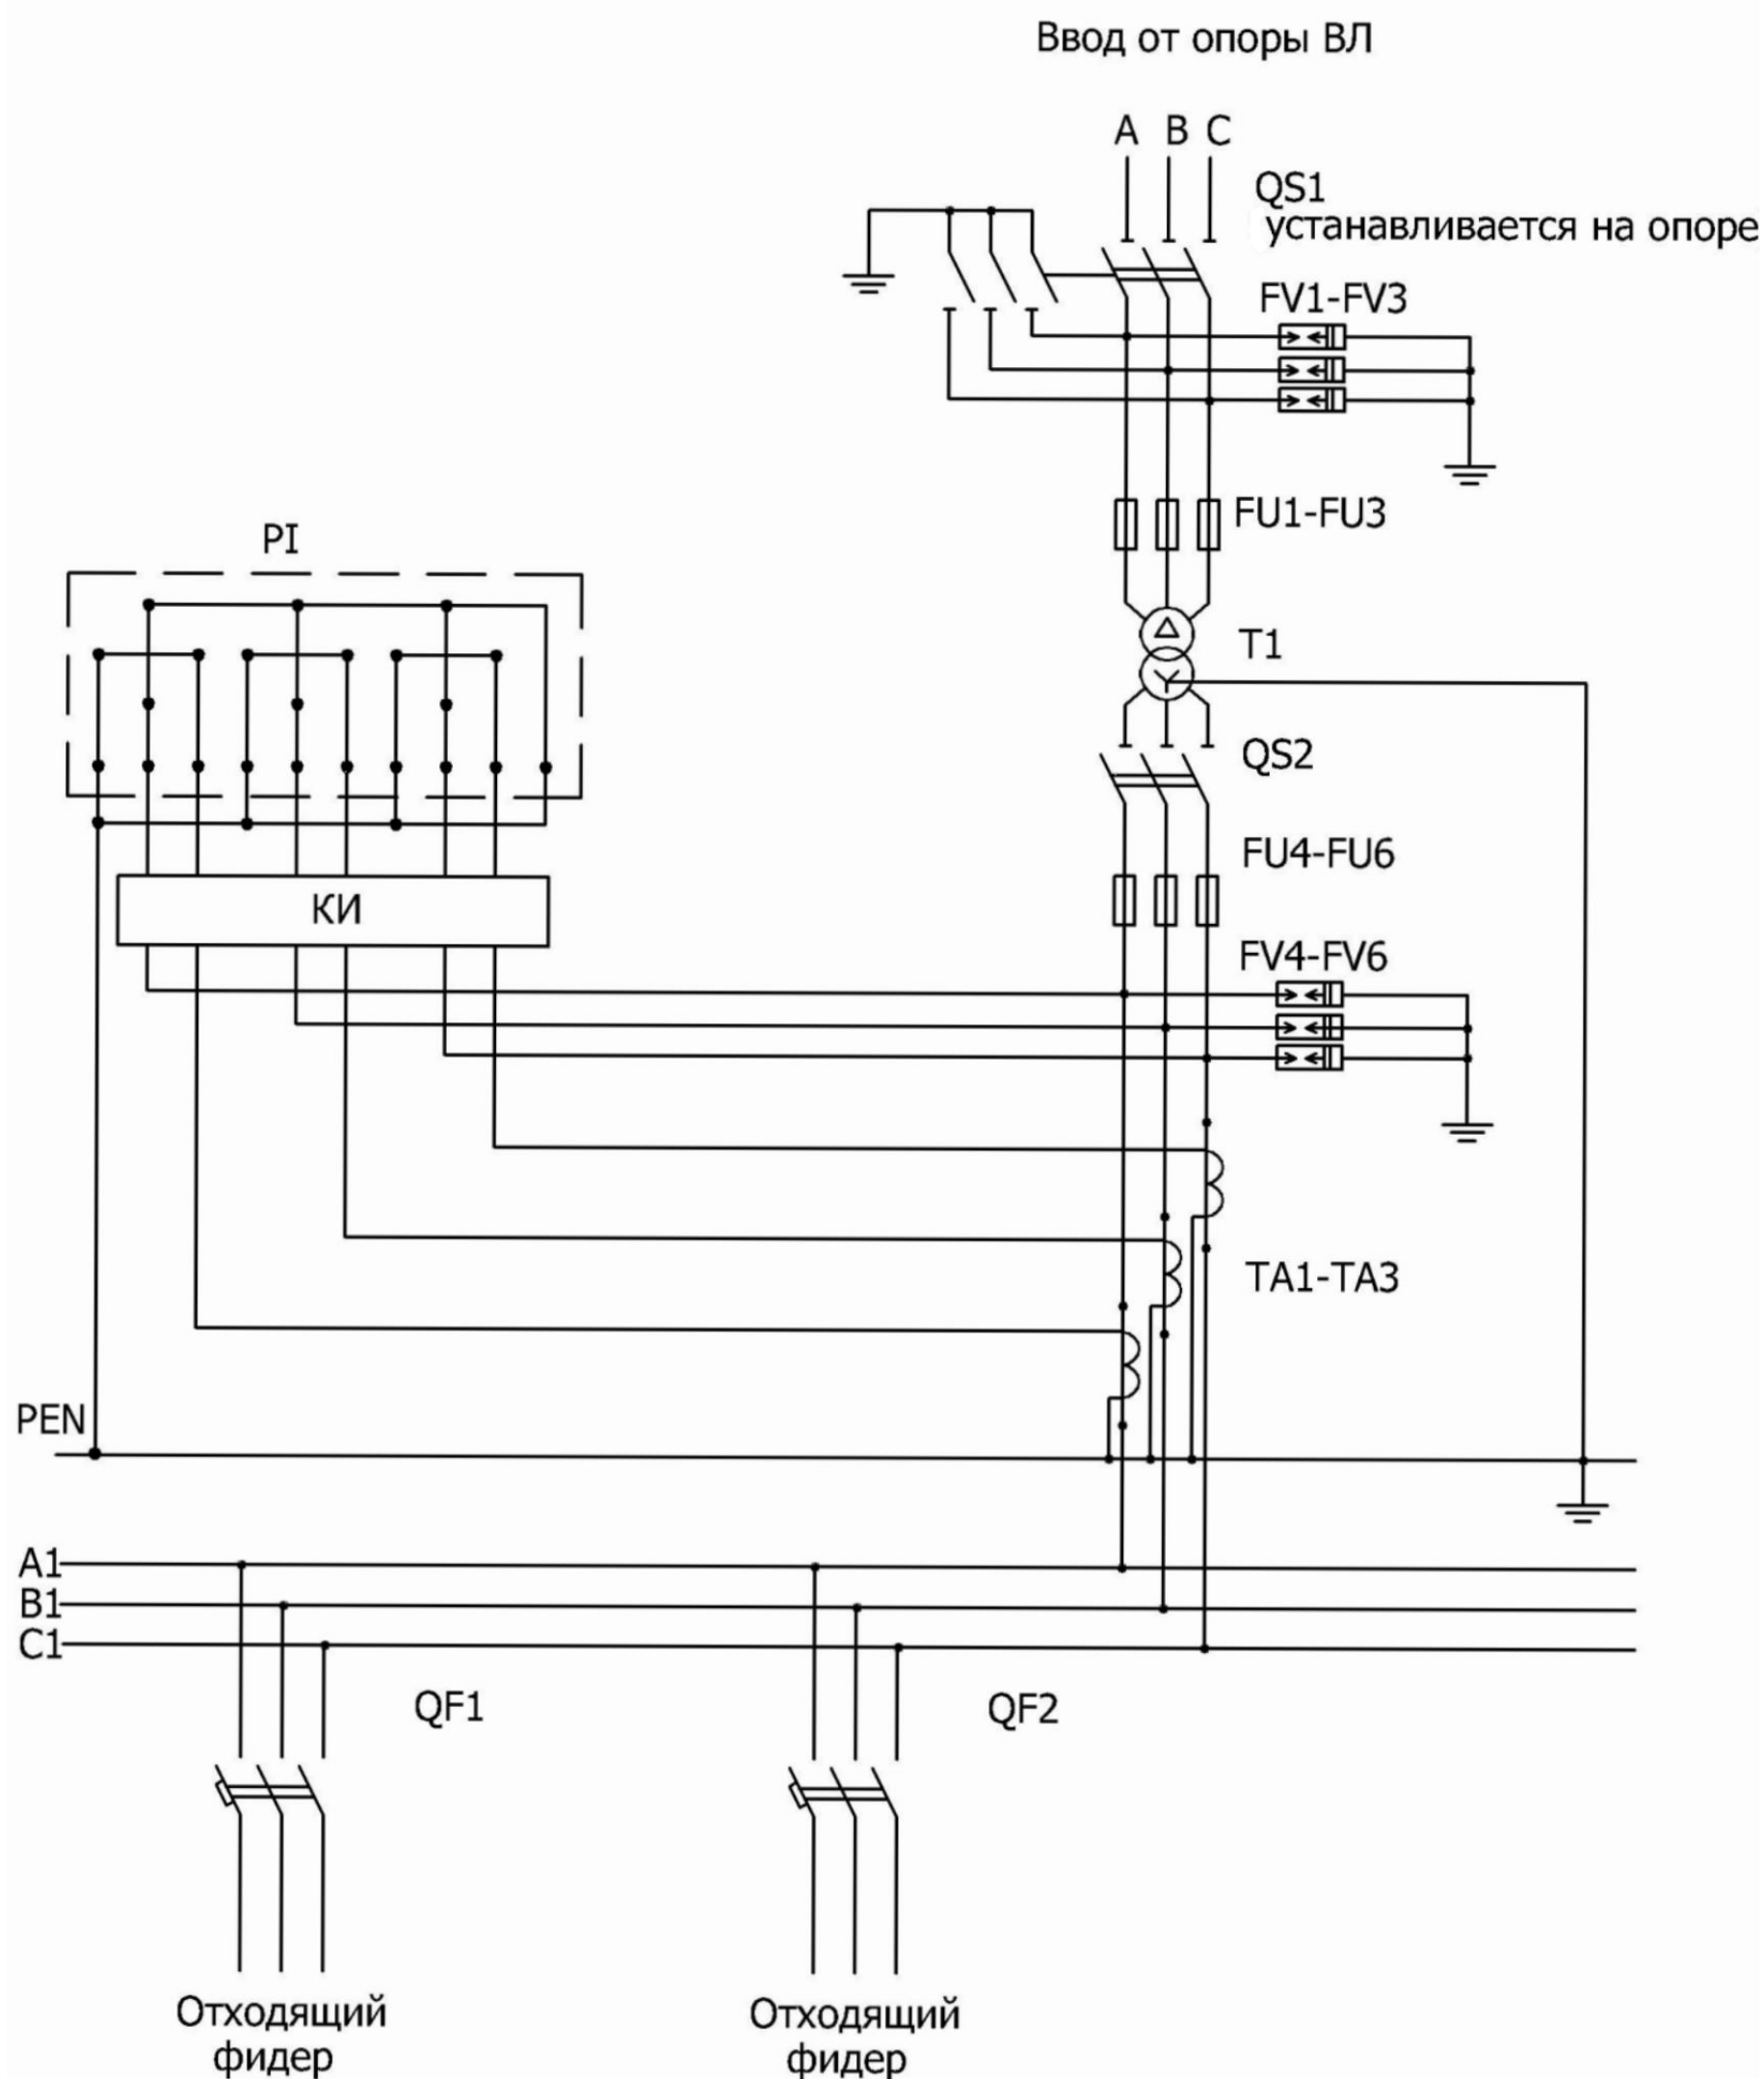 Ввод от опоры ВЛ
A B C
QS1
устанавливается на опоре
FV1-FV3
FU1-FU3
PI
T1
QS2
FU4-FU6
КИ
FV4-FV6
TA1-TA3
PEN
A1
B1
C1
QF1
QF2
Отходящий
фидер
Отходящий
фидер